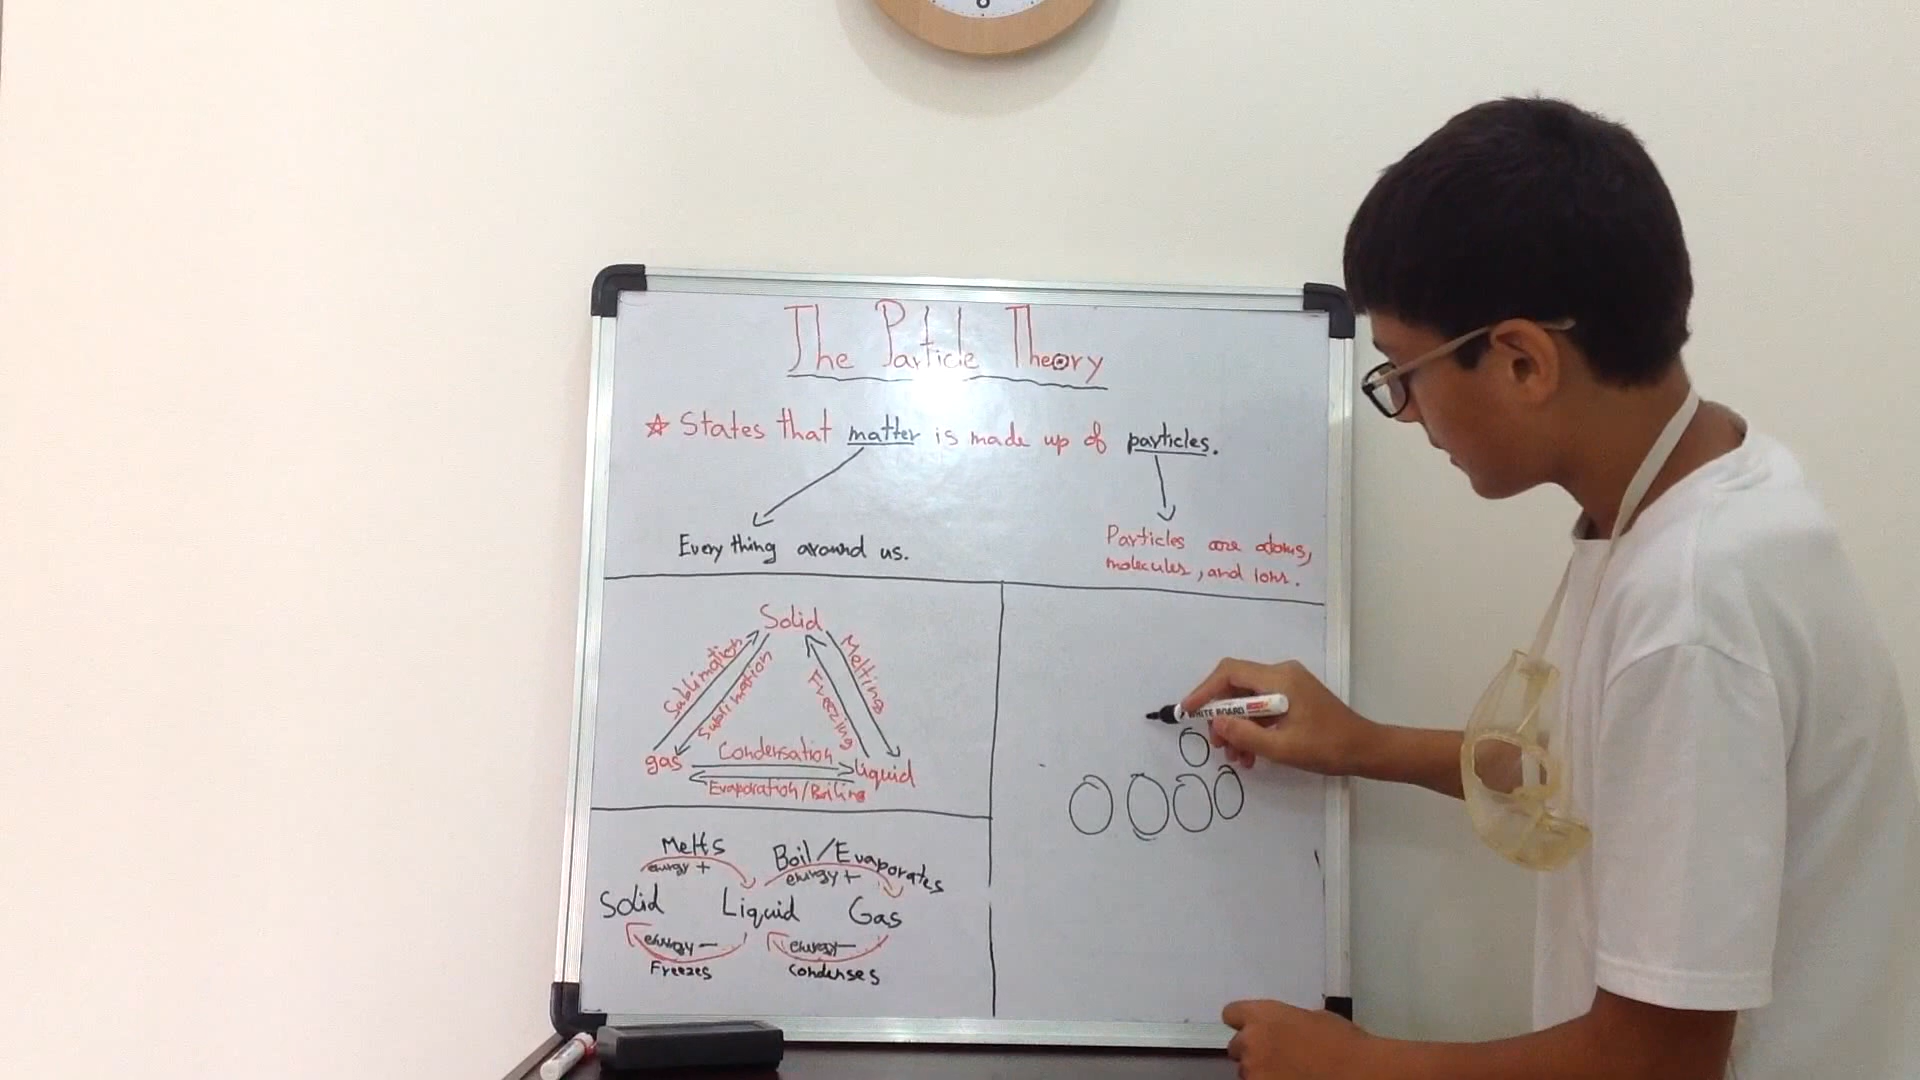 The Particle Theory
☆ States that matter is made up of particles.
Every thing around us.
Particles are atoms,
molecules, and Ions.
Solid
Sublimation
Sublimation
Melting
Freezing
gas
Condensation
liquid
Evaporation/Boiling
Melts
energy +
Boil/Evaporates
energy +
Solid Liquid Gas
energy -
energy -
Freezes
Condenses
WHITE BOARD